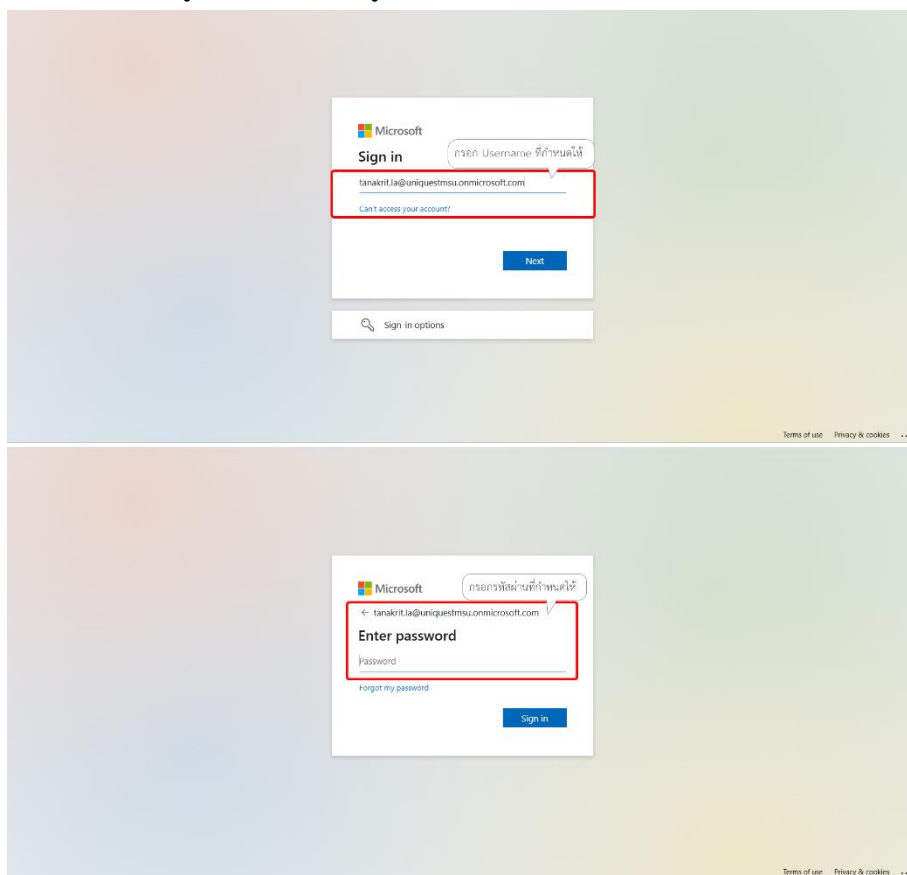 Microsoft
Sign in
กรอก Username ที่กำหนดให้
tanakrit.la@uniquestmsu.onmicrosoft.com
Can't access your account?
Next
Sign-in options
Terms of use Privacy & cookies ...
Microsoft
กรอกรหัสผ่านที่กำหนดให้
← tanakrit.la@uniquestmsu.onmicrosoft.com
Enter password
Password
Forgot my password
Sign in
Terms of use Privacy & cookies ...